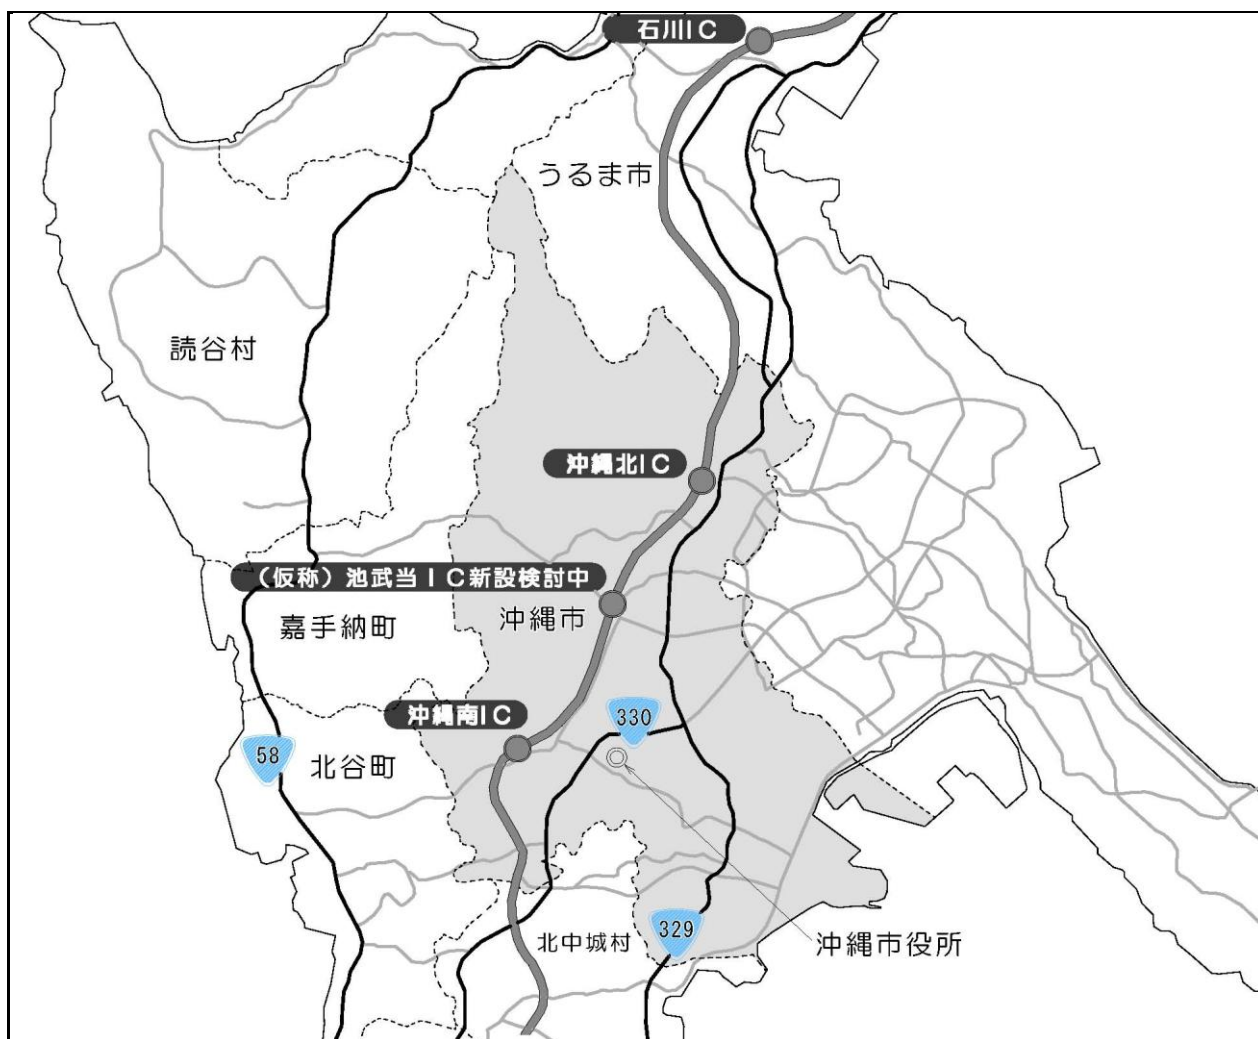 石川IC
うるま市
読谷村
沖縄北IC
（仮称）池武当IC新設検討中
嘉手納町
沖縄市
沖縄南IC
330
58
北谷町
329
北中城村
沖縄市役所